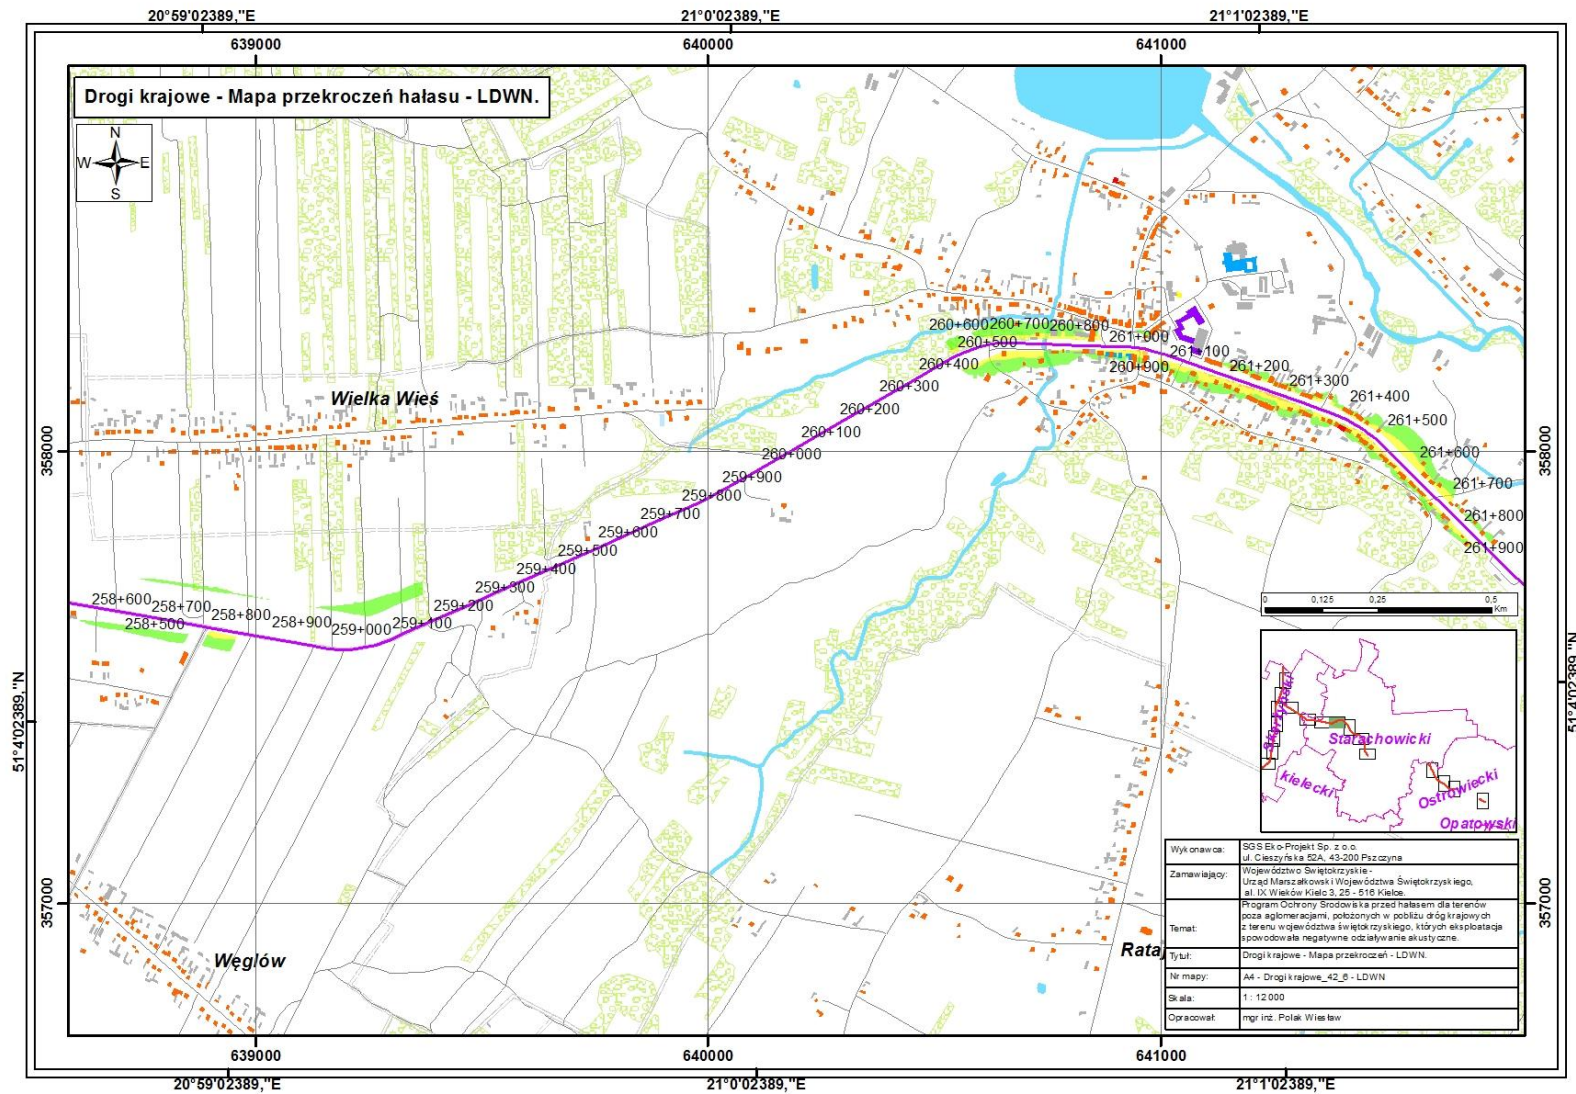 20°59'02389,"E
21°0'02389,"E
21°1'02389,"E
639000
640000
641000
Drogi krajowe - Mapa przekroczeń hałasu - LDWN.
N
W
E
S
260+600
260+700
260+800
261+000
260+500
261+100
260+400
260+900
261+200
260+300
261+300
Wielka Wieś
261+400
260+200
261+500
260+100
358000
358000
260+000
261+600
259+900
261+700
259+800
259+700
261+800
259+600
261+900
259+500
259+400
259+300
258+600
258+700
259+200
258+800
258+500
258+900
259+000
259+100
0
0,125
0,25
0,5
Km
51°4'02389,"N
51°4'02389,"N
Skarżyski
Starachowicki
kielecki
Ostrowiecki
Opatowski
Wykonawca:
SGS Eko-Projekt Sp. z o.o.
ul. Cieszyńska 52A, 43-200 Pszczyna
Zamawiający:
Województwo Świętokrzyskie -
Urząd Marszałkowski Województwa Świętokrzyskiego,
al. IX Wieków Kielc 3, 25 - 516 Kielce.
357000
357000
Temat:
Program Ochrony Środowiska przed hałasem dla terenów
poza aglomeracjami, położonych w pobliżu dróg krajowych
z terenu województwa świętokrzyskiego, których eksploatacja
spowodowała negatywne oddziaływanie akustyczne.
Węglów
Rataj
Tytuł:
Drogi krajowe - Mapa przekroczeń - LDWN.
Nr mapy:
A4 - Drogi krajowe_42_6 - LDWN
Skala:
1 : 12 000
Opracował:
mgr inż. Polak Wiesław
639000
640000
641000
20°59'02389,"E
21°0'02389,"E
21°1'02389,"E